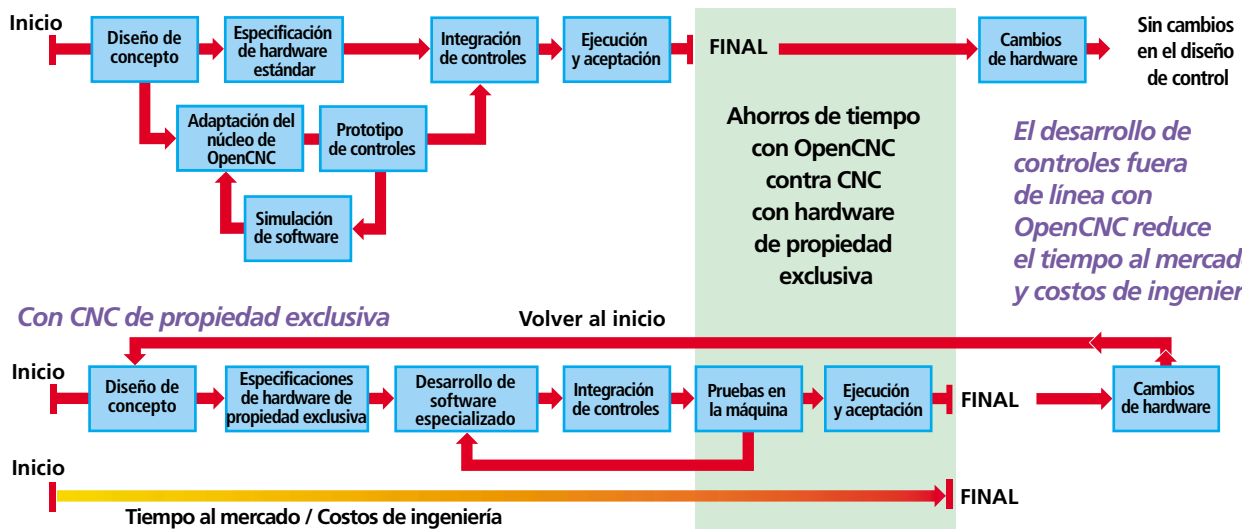 Inicio
Diseño de
concepto
Especificación
de hardware
estándar
Integración
de controles
Ejecución
y aceptación
FINAL
Cambios
de hardware
Sin cambios
en el diseño
de control
Adaptación del
núcleo de
OpenCNC
Prototipo
de controles
Simulación
de software
Ahorros de tiempo
con OpenCNC
contra CNC
con hardware
de propiedad
exclusiva
El desarrollo de
controles fuera
de línea con
OpenCNC reduce
el tiempo al mercad
y costos de ingenier
Con CNC de propiedad exclusiva
Volver al inicio
Inicio
Diseño de
concepto
Especificaciones
de hardware de
propiedad exclusiva
Desarrollo de
software
especializado
Integración
de controles
Pruebas en
la máquina
Ejecución
y aceptación
FINAL
Cambios
de hardware
Inicio
FINAL
Tiempo al mercado / Costos de ingeniería